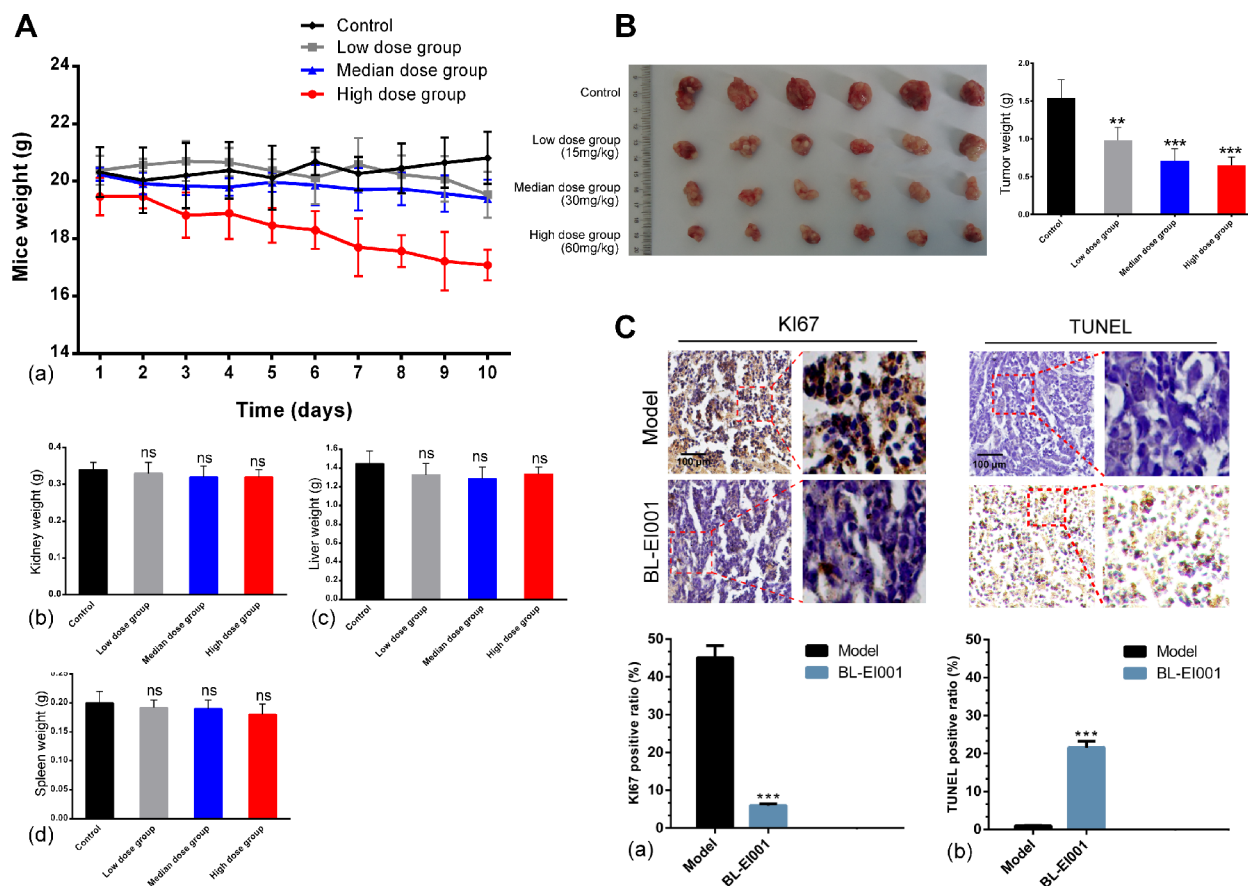 A
Control
Low dose group
Median dose group
High dose group
Mice weight (g)
24
22
20
18
16
14
1 2 3 4 5 6 7 8 9 10
Time (days)
(a)
Kidney weight (g)
0.4
0.3
0.2
0.1
0.0
ns ns ns
Control
Low dose group
Median dose group
High dose group
(b)
Liver weight (g)
1.6
1.4
1.2
1.0
0.8
0.6
0.4
0.2
0.0
ns ns ns
Control
Low dose group
Median dose group
High dose group
(c)
Spleen weight (g)
0.25
0.20
0.15
0.10
0.05
0.00
ns ns ns
Control
Low dose group
Median dose group
High dose group
(d)
B
Control
Low dose group
(15mg/kg)
Median dose group
(30mg/kg)
High dose group
(60mg/kg)
Tumor weight (g)
2.0
1.5
1.0
0.5
0.0
** *** ***
Control
Low dose group
Median dose group
High dose group
C
KI67
TUNEL
Model
BL-EI001
100 μm
100 μm
KI67 positive ratio (%)
50
40
30
20
10
0
Model
BL-EI001
***
Model
BL-EI001
(a)
TUNEL positive ratio (%)
50
40
30
20
10
0
Model
BL-EI001
***
Model
BL-EI001
(b)